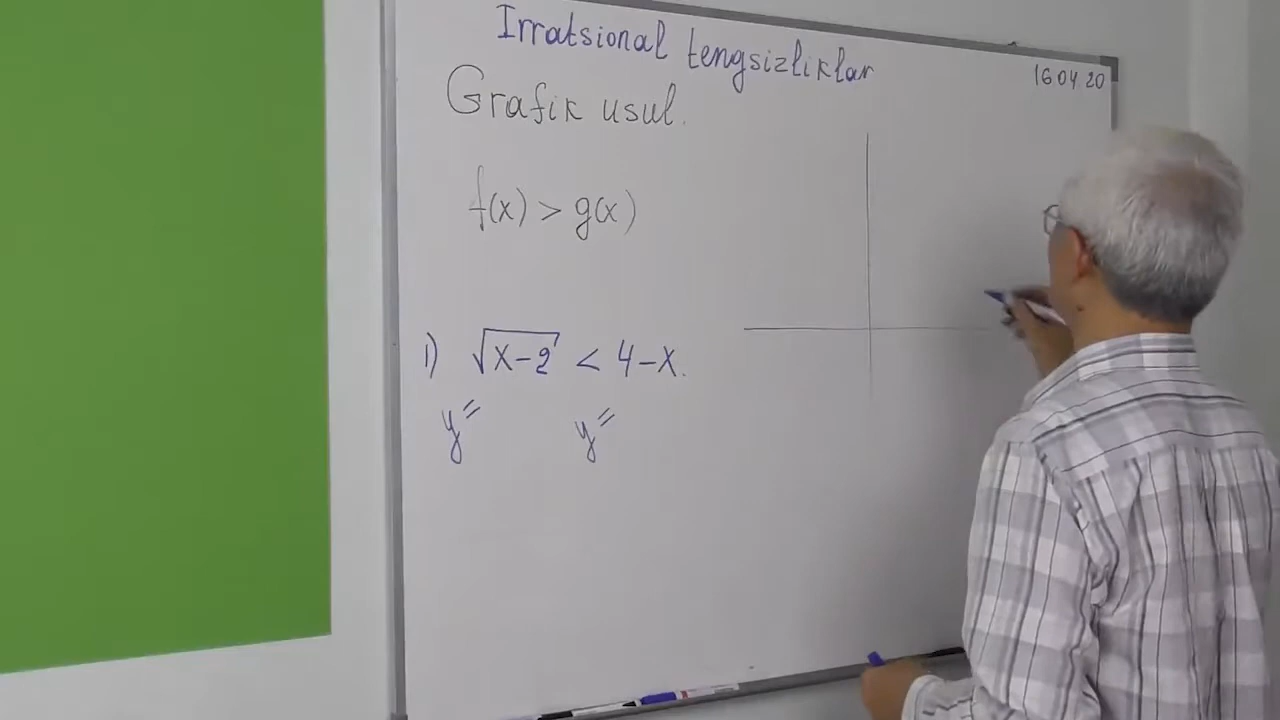 Irratsional tengsizliklar
16 04 20
Grafik usul.
f(x) > g(x)
1) √x-2 < 4-x.
y= y=